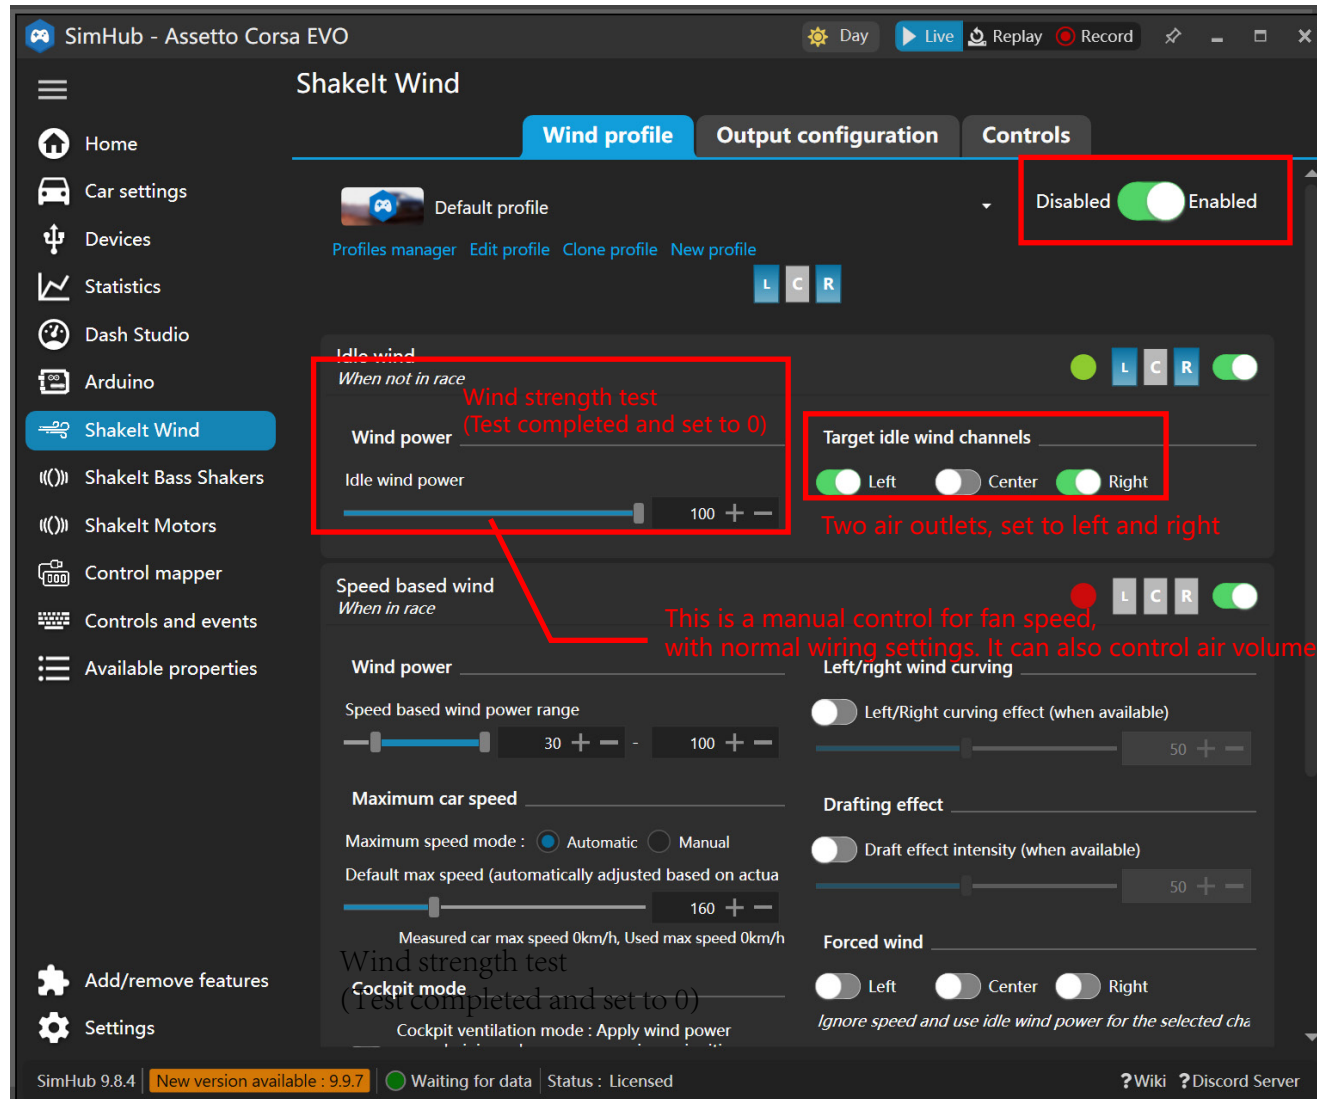 SimHub - Assetto Corsa EVO
Day
Live
Replay
Record
ShakeIt Wind
Home
Car settings
Devices
Statistics
Dash Studio
Arduino
ShakeIt Wind
ShakeIt Bass Shakers
ShakeIt Motors
Control mapper
Controls and events
Available properties
Add/remove features
Settings
Wind profile
Output configuration
Controls
Default profile
Disabled
Enabled
Profiles manager Edit profile Clone profile New profile
L C R
Idle wind
When not in race
L C R
Wind strength test
(Test completed and set to 0)
Wind power
Idle wind power
100
Target idle wind channels
Left
Center
Right
Two air outlets, set to left and right
Speed based wind
When in race
L C R
This is a manual control for fan speed,
with normal wiring settings. It can also control air volume
Wind power
Speed based wind power range
30 - 100
Left/right wind curving
Left/Right curving effect (when available)
50
Maximum car speed
Maximum speed mode : Automatic Manual
Default max speed (automatically adjusted based on actua
160
Measured car max speed 0km/h, Used max speed 0km/h
Drafting effect
Draft effect intensity (when available)
50
Wind strength test
(Test completed and set to 0)
Cockpit mode
Cockpit ventilation mode : Apply wind power
Forced wind
Left
Center
Right
Ignore speed and use idle wind power for the selected cha
SimHub 9.8.4
New version available : 9.9.7
Waiting for data
Status : Licensed
?Wiki
?Discord Server